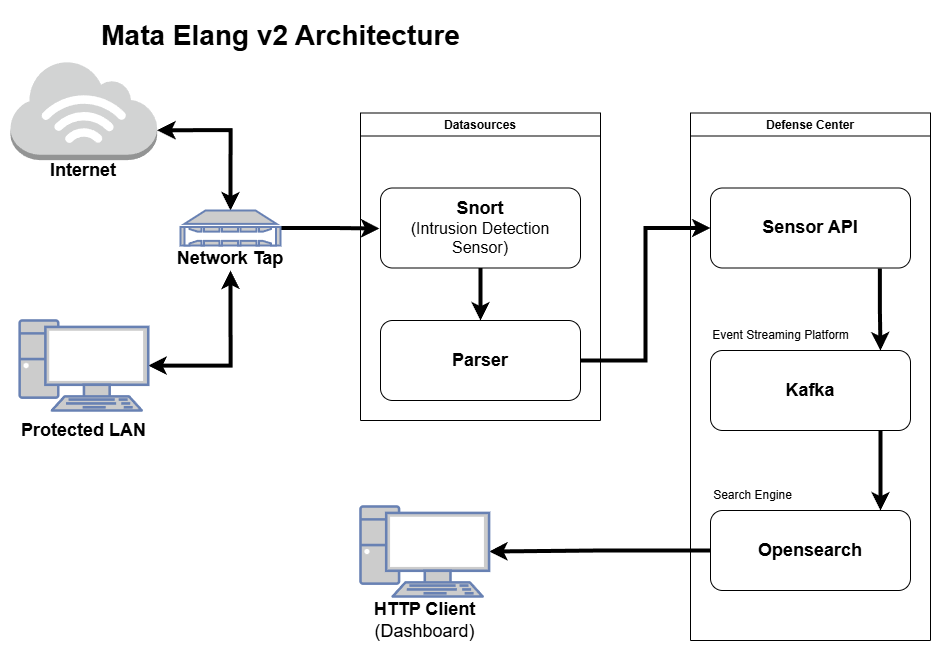 Mata Elang v2 Architecture
Internet
Network Tap
Protected LAN
Datasources
Snort
(Intrusion Detection
Sensor)
Parser
Defense Center
Sensor API
Event Streaming Platform
Kafka
Search Engine
Opensearch
HTTP Client
(Dashboard)